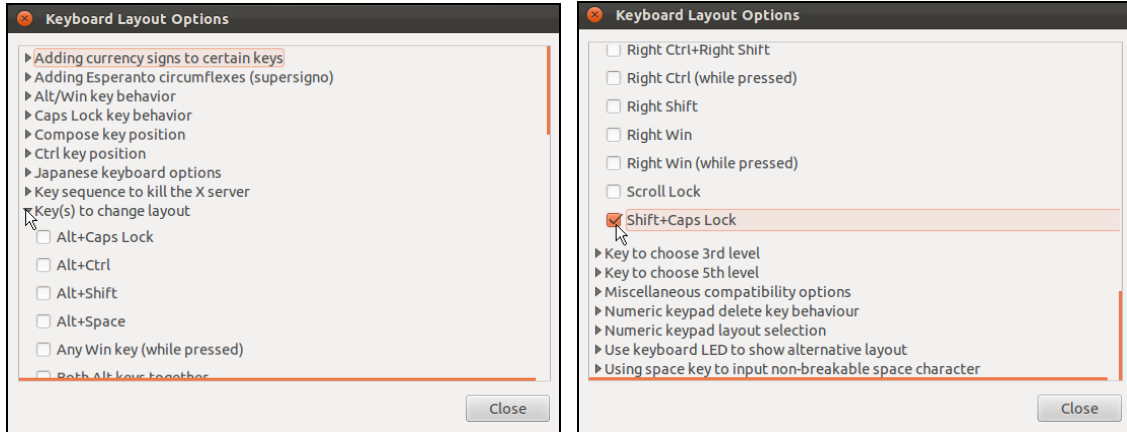 Keyboard Layout Options
Adding currency signs to certain keys
Adding Esperanto circumflexes (supersigno)
Alt/Win key behavior
Caps Lock key behavior
Compose key position
Ctrl key position
Japanese keyboard options
Key sequence to kill the X server
Key(s) to change layout
Alt+Caps Lock
Alt+Ctrl
Alt+Shift
Alt+Space
Any Win key (while pressed)
Both Alt keys together
Close
Keyboard Layout Options
Right Ctrl+Right Shift
Right Ctrl (while pressed)
Right Shift
Right Win
Right Win (while pressed)
Scroll Lock
Shift+Caps Lock
Key to choose 3rd level
Key to choose 5th level
Miscellaneous compatibility options
Numeric keypad delete key behaviour
Numeric keypad layout selection
Use keyboard LED to show alternative layout
Using space key to input non-breakable space character
Close